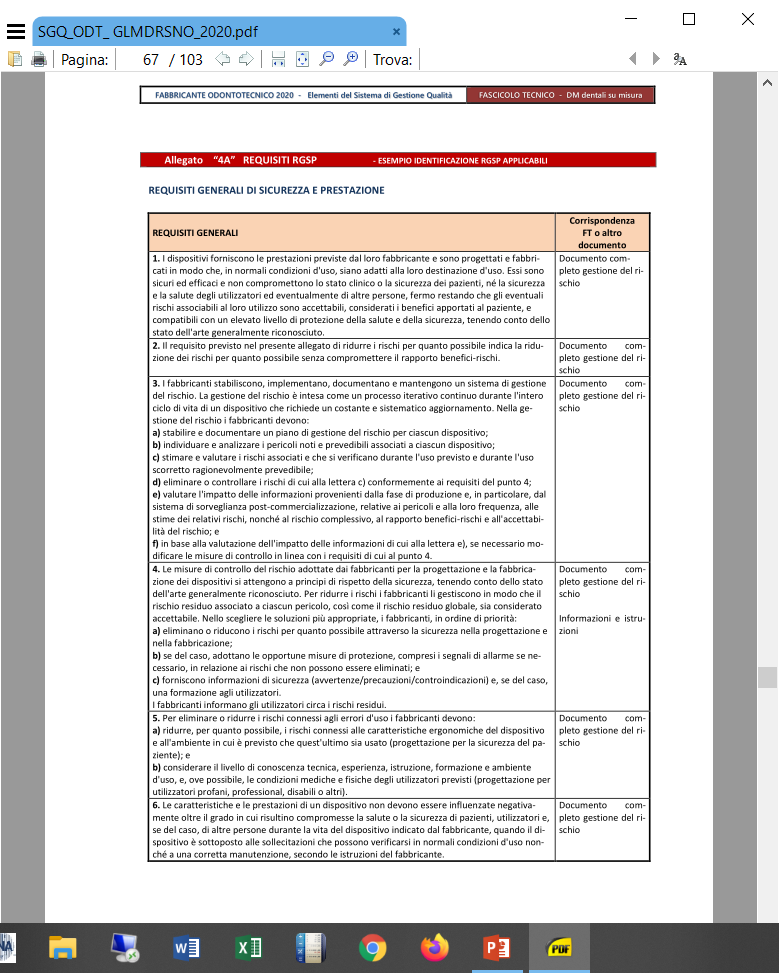 SGQ_ODT_ GLMDRSNO_2020.pdf
Pagina: 67 / 103 Trova:
FABBRICANTE ODONTOTECNICO 2020 - Elementi del Sistema di Gestione Qualità FASCICOLO TECNICO - DM dentali su misura
Allegato "4A" REQUISITI RGSP - ESEMPIO IDENTIFICAZIONE RGSP APPLICABILI
REQUISITI GENERALI DI SICUREZZA E PRESTAZIONE
REQUISITI GENERALI
Corrispondenza
FT o altro
documento
1. I dispositivi forniscono le prestazioni previste dal loro fabbricante e sono progettati e fabbri-
cati in modo che, in normali condizioni d'uso, siano adatti alla loro destinazione d'uso. Essi sono
sicuri ed efficaci e non compromettono lo stato clinico o la sicurezza dei pazienti, né la sicurezza
e la salute degli utilizzatori ed eventualmente di altre persone, fermo restando che gli eventuali
rischi associabili al loro utilizzo sono accettabili, considerati i benefici apportati al paziente, e
compatibili con un elevato livello di protezione della salute e della sicurezza, tenendo conto dello
stato dell'arte generalmente riconosciuto.
Documento com-
pleto gestione del ri-
schio
2. Il requisito previsto nel presente allegato di ridurre i rischi per quanto possibile indica la ridu-
zione dei rischi per quanto possibile senza compromettere il rapporto benefici-rischi.
Documento com-
pleto gestione del ri-
schio
3. I fabbricanti stabiliscono, implementano, documentano e mantengono un sistema di gestione
del rischio. La gestione del rischio è intesa come un processo iterativo continuo durante l'intero
ciclo di vita di un dispositivo che richiede un costante e sistematico aggiornamento. Nella ge-
stione del rischio i fabbricanti devono:
a) stabilire e documentare un piano di gestione del rischio per ciascun dispositivo;
b) individuare e analizzare i pericoli noti e prevedibili associati a ciascun dispositivo;
c) stimare e valutare i rischi associati e che si verificano durante l'uso previsto e durante l'uso
scorretto ragionevolmente prevedibile;
d) eliminare o controllare i rischi di cui alla lettera c) conformemente ai requisiti del punto 4;
e) valutare l'impatto delle informazioni provenienti dalla fase di produzione e, in particolare, dal
sistema di sorveglianza post-commercializzazione, relative ai pericoli e alla loro frequenza, alle
stime dei relativi rischi, nonché al rischio complessivo, al rapporto benefici-rischi e all'accettabi-
lità del rischio; e
f) in base alla valutazione dell'impatto delle informazioni di cui alla lettera e), se necessario mo-
dificare le misure di controllo in linea con i requisiti di cui al punto 4.
Documento com-
pleto gestione del ri-
schio
4. Le misure di controllo del rischio adottate dai fabbricanti per la progettazione e la fabbrica-
zione dei dispositivi si attengono a principi di rispetto della sicurezza, tenendo conto dello stato
dell'arte generalmente riconosciuto. Per ridurre i rischi i fabbricanti li gestiscono in modo che il
rischio residuo associato a ciascun pericolo, così come il rischio residuo globale, sia considerato
accettabile. Nello scegliere le soluzioni più appropriate, i fabbricanti, in ordine di priorità:
a) eliminano o riducono i rischi per quanto possibile attraverso la sicurezza nella progettazione e
nella fabbricazione;
b) se del caso, adottano le opportune misure di protezione, compresi i segnali di allarme se ne-
cessario, in relazione ai rischi che non possono essere eliminati; e
c) forniscono informazioni di sicurezza (avvertenze/precauzioni/controindicazioni) e, se del caso,
una formazione agli utilizzatori.
I fabbricanti informano gli utilizzatori circa i rischi residui.
Documento com-
pleto gestione del ri-
schio
Informazioni e istru-
zioni
5. Per eliminare o ridurre i rischi connessi agli errori d'uso i fabbricanti devono:
a) ridurre, per quanto possibile, i rischi connessi alle caratteristiche ergonomiche del dispositivo
e all'ambiente in cui è previsto che quest'ultimo sia usato (progettazione per la sicurezza del pa-
ziente); e
b) considerare il livello di conoscenza tecnica, esperienza, istruzione, formazione e ambiente
d'uso, e, ove possibile, le condizioni mediche e fisiche degli utilizzatori previsti (progettazione per
utilizzatori profani, professional, disabili o altri).
Documento com-
pleto gestione del ri-
schio
6. Le caratteristiche e le prestazioni di un dispositivo non devono essere influenzate negativa-
mente oltre il grado in cui risultino compromesse la salute o la sicurezza di pazienti, utilizzatori e,
se del caso, di altre persone durante la vita del dispositivo indicato dal fabbricante, quando il di-
spositivo è sottoposto alle sollecitazioni che possono verificarsi in normali condizioni d'uso non-
ché a una corretta manutenzione, secondo le istruzioni del fabbricante.
Documento com-
pleto gestione del ri-
schio
PDF